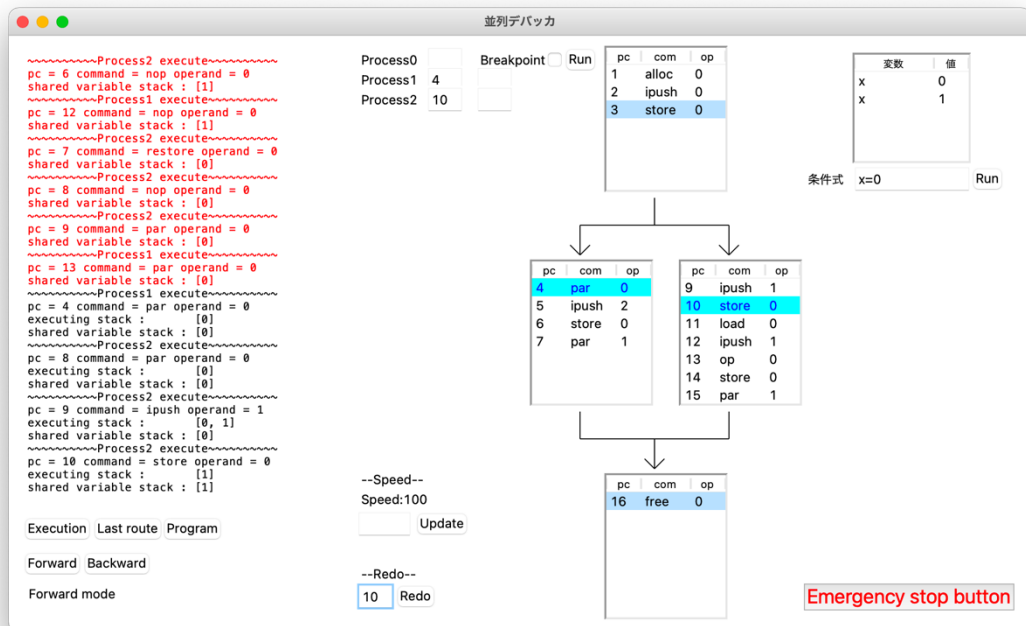 並列デバッカ
~~~~~~~~~~Process2 execute~~~~~~~~~~
pc = 6 command = nop operand = 0
shared variable stack : [1]
~~~~~~~~~~Process1 execute~~~~~~~~~~
pc = 12 command = nop operand = 0
shared variable stack : [1]
~~~~~~~~~~Process2 execute~~~~~~~~~~
pc = 7 command = restore operand = 0
shared variable stack : [0]
~~~~~~~~~~Process2 execute~~~~~~~~~~
pc = 8 command = nop operand = 0
shared variable stack : [0]
~~~~~~~~~~Process2 execute~~~~~~~~~~
pc = 9 command = par operand = 0
shared variable stack : [0]
~~~~~~~~~~Process1 execute~~~~~~~~~~
pc = 13 command = par operand = 0
shared variable stack : [0]
~~~~~~~~~~Process1 execute~~~~~~~~~~
pc = 4 command = par operand = 0
executing stack : [0]
shared variable stack : [0]
~~~~~~~~~~Process2 execute~~~~~~~~~~
pc = 8 command = par operand = 0
executing stack : [0]
shared variable stack : [0]
~~~~~~~~~~Process2 execute~~~~~~~~~~
pc = 9 command = ipush operand = 1
executing stack : [0, 1]
shared variable stack : [0]
~~~~~~~~~~Process2 execute~~~~~~~~~~
pc = 10 command = store operand = 0
executing stack : [1]
shared variable stack : [1]
Execution Last route Program
Forward Backward
Forward mode
Process0
Process1 4
Process2 10
Breakpoint Run
--Speed--
Speed:100
Update
--Redo--
10 Redo
pc com op
1 alloc 0
2 ipush 0
3 store 0
pc com op
4 par 0
5 ipush 2
6 store 0
7 par 1
pc com op
9 ipush 1
10 store 0
11 load 0
12 ipush 1
13 op 0
14 store 0
15 par 1
pc com op
16 free 0
変数 値
x 0
x 1
条件式 x=0 Run
Emergency stop button